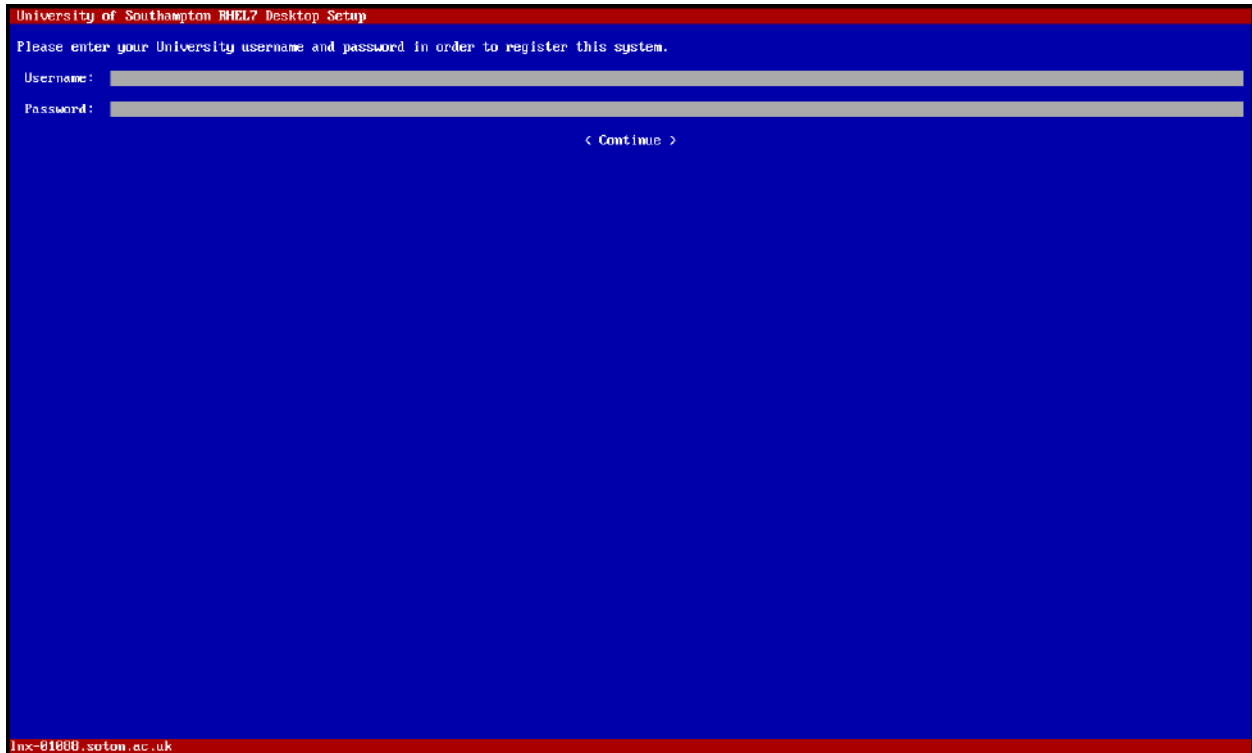 University of Southampton RHEL7 Desktop Setup
Please enter your University username and password in order to register this system.
Username:
Password:
< Continue >
lnx-01088.soton.ac.uk